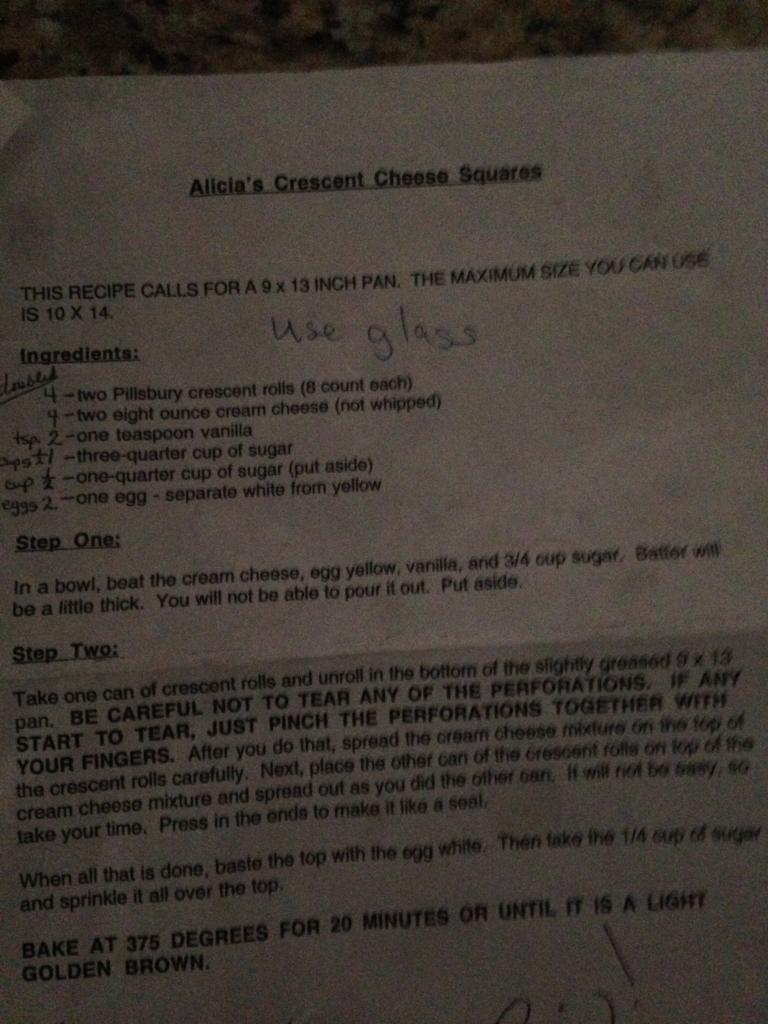 Alicia's Crescent Cheese Squares
THIS RECIPE CALLS FOR A 9 x 13 INCH PAN. THE MAXIMUM SIZE YOU CAN USE
IS 10 X 14.
Use glass
Ingredients:
doubled
4 - two Pillsbury crescent rolls (8 count each)
4 - two eight ounce cream cheese (not whipped)
tsp. 2 - one teaspoon vanilla
- three-quarter cup of sugar
cup ½ - one-quarter cup of sugar (put aside)
eggs 2 - one egg - separate white from yellow
Step One:
In a bowl, beat the cream cheese, egg yellow, vanilla, and 3/4 cup sugar. Batter will
be a little thick. You will not be able to pour it out. Put aside.
Step Two:
Take one can of crescent rolls and unroll in the bottom of the slightly greased 9 x 13
pan. BE CAREFUL NOT TO TEAR ANY OF THE PERFORATIONS. IF ANY
START TO TEAR, JUST PINCH THE PERFORATIONS TOGETHER WITH
YOUR FINGERS. After you do that, spread the cream cheese mixture on the top of
the crescent rolls carefully. Next, place the other can of the crescent rolls on top of the
cream cheese mixture and spread out as you did the other can. It will not be easy, so
take your time. Press in the ends to make it like a seal.
When all that is done, baste the top with the egg white. Then take the 1/4 cup of sugar
and sprinkle it all over the top.
BAKE AT 375 DEGREES FOR 20 MINUTES OR UNTIL IT IS A LIGHT
GOLDEN BROWN.